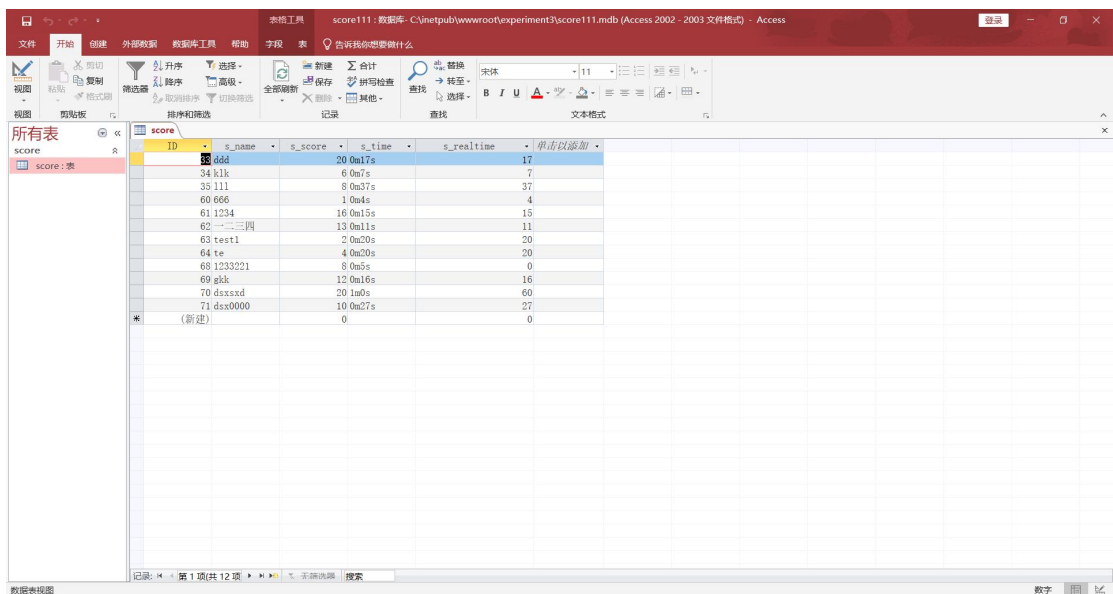 表格工具 score111 : 数据库- C:\inetpub\wwwroot\experiment3\score111.mdb (Access 2002 - 2003 文件格式) - Access 登录
文件 开始 创建 外部数据 数据库工具 帮助 字段 表 告诉我你想要做什么
视图 粘贴 剪切 复制 格式刷 筛选器 升序 降序 取消排序 选择 高级 切换筛选 全部刷新 新建 保存 删除 合计 拼写检查 其他 查找 替换 转至 选择 宋体 11 B I U A
视图 剪贴板 排序和筛选 记录 查找 文本格式
所有表 score
score
score : 表
ID s_name s_score s_time s_realtime 单击以添加
33 ddd 20 0m17s 17
34 klk 6 0m7s 7
35 lll 8 0m37s 37
60 666 1 0m4s 4
61 1234 16 0m15s 15
62 一二三四 13 0m11s 11
63 test1 2 0m20s 20
64 te 4 0m20s 20
68 1233221 8 0m5s 0
69 gkk 12 0m16s 16
70 dsxsxd 20 1m0s 60
71 dsx0000 10 0m27s 27
(新建) 0 0
记录: 第 1 项(共 12 项 无筛选器 搜索
数据表视图 数字